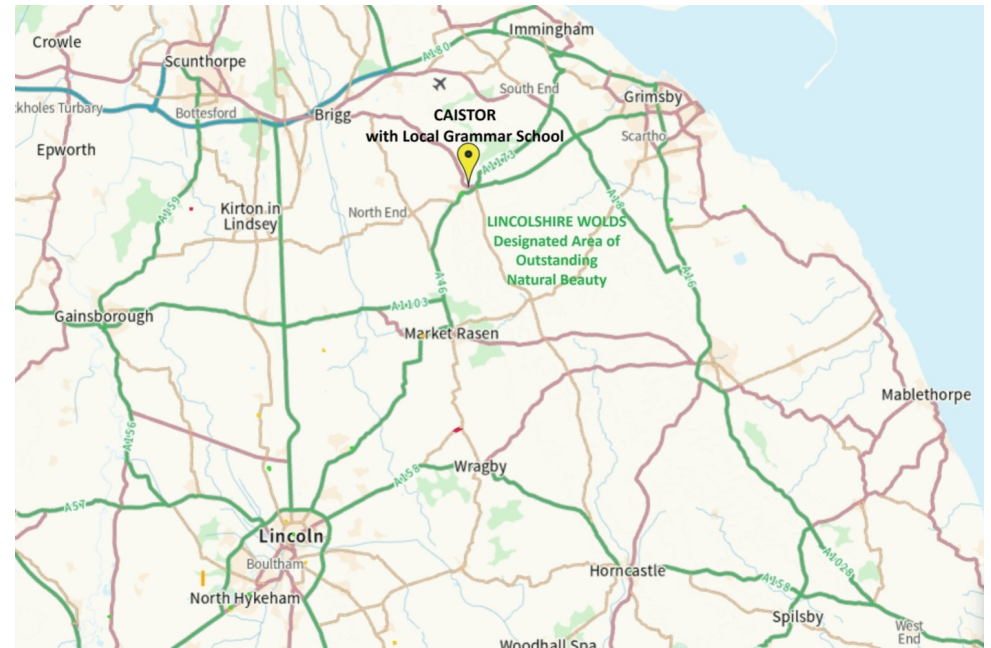 Immingham
Crowle
A180
Scunthorpe
South End
Grimsby
ckholes Turbary
Bottesford
Brigg
CAISTOR
with Local Grammar School
Scartho
Epworth
A1173
A159
Kirton in
Lindsey
North End
A18
LINCOLSHIRE WOLDS
Designated Area of
Outstanding
Natural Beauty
A46
A16
A1103
Gainsborough
Market Rasen
Mablethorpe
A156
Wragby
A158
A57
Lincoln
Boultham
Horncastle
A1028
A158
North Hykeham
Spilsby
West
End
Woodhall Spa